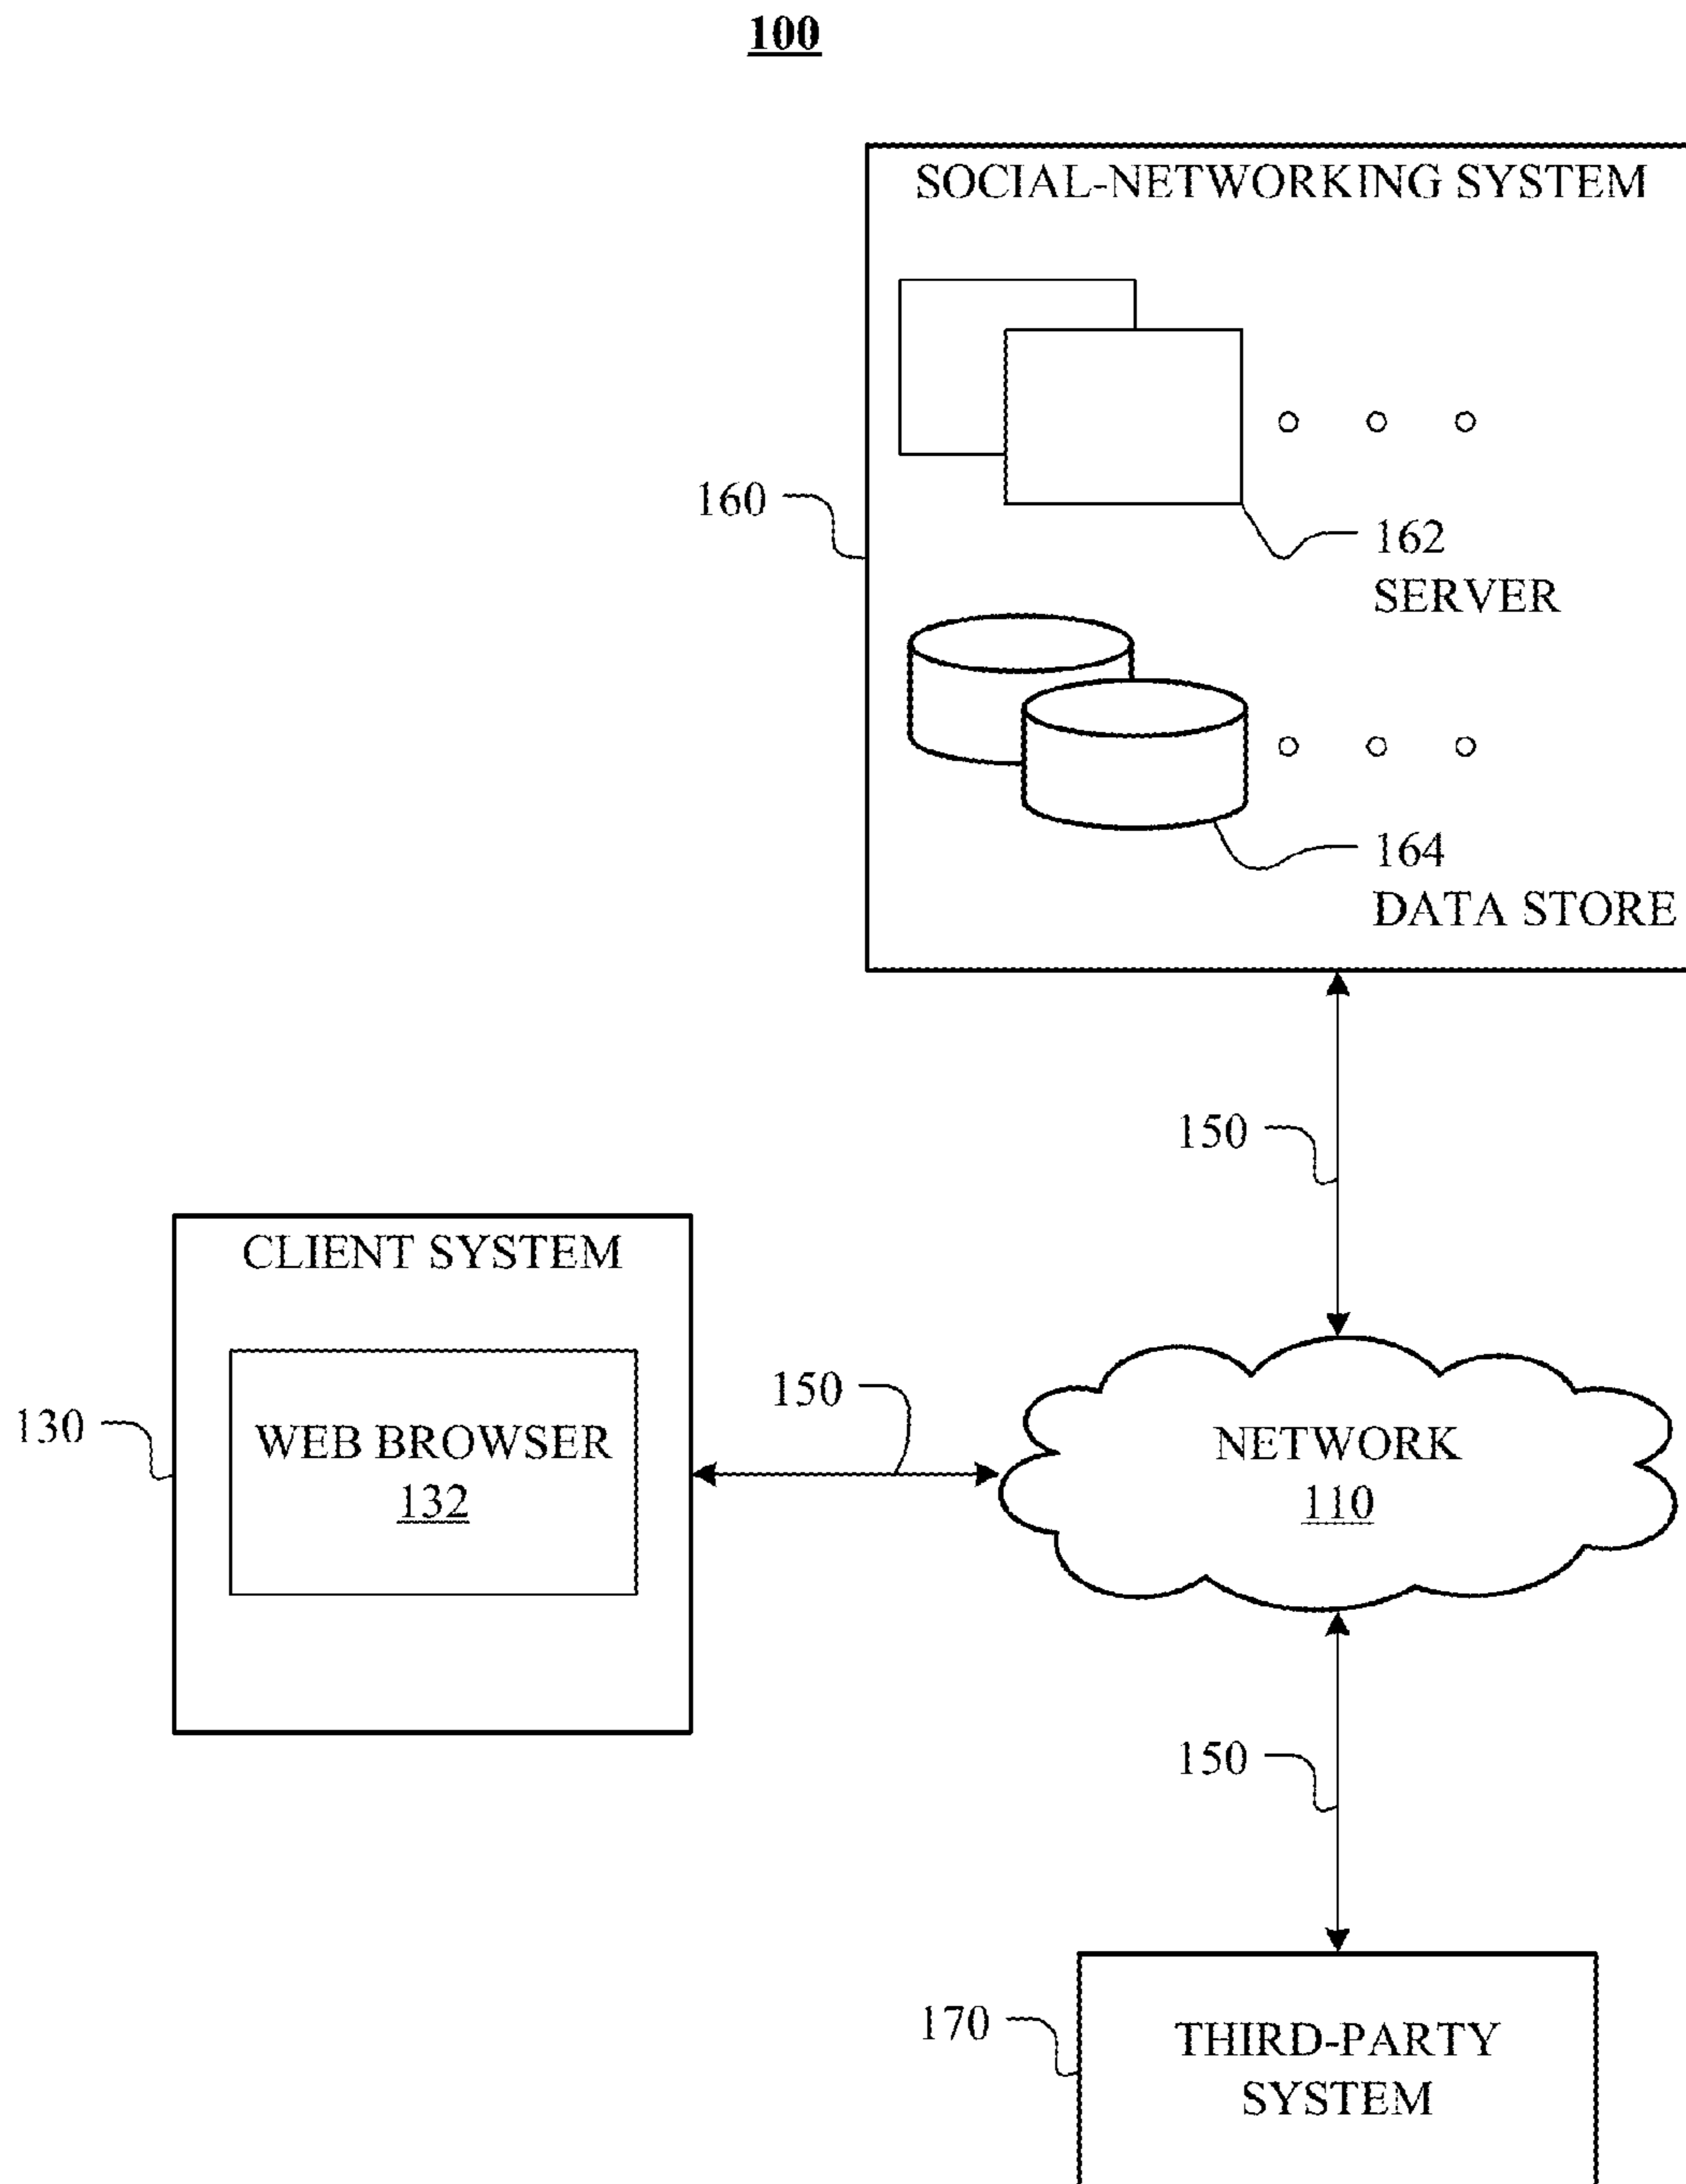 100
SOCIAL-NETWORKING SYSTEM
160
162
SERVER
164
DATA STORE
150
CLIENT SYSTEM
130
WEB BROWSER
132
150
NETWORK
110
150
170
THIRD-PARTY
SYSTEM